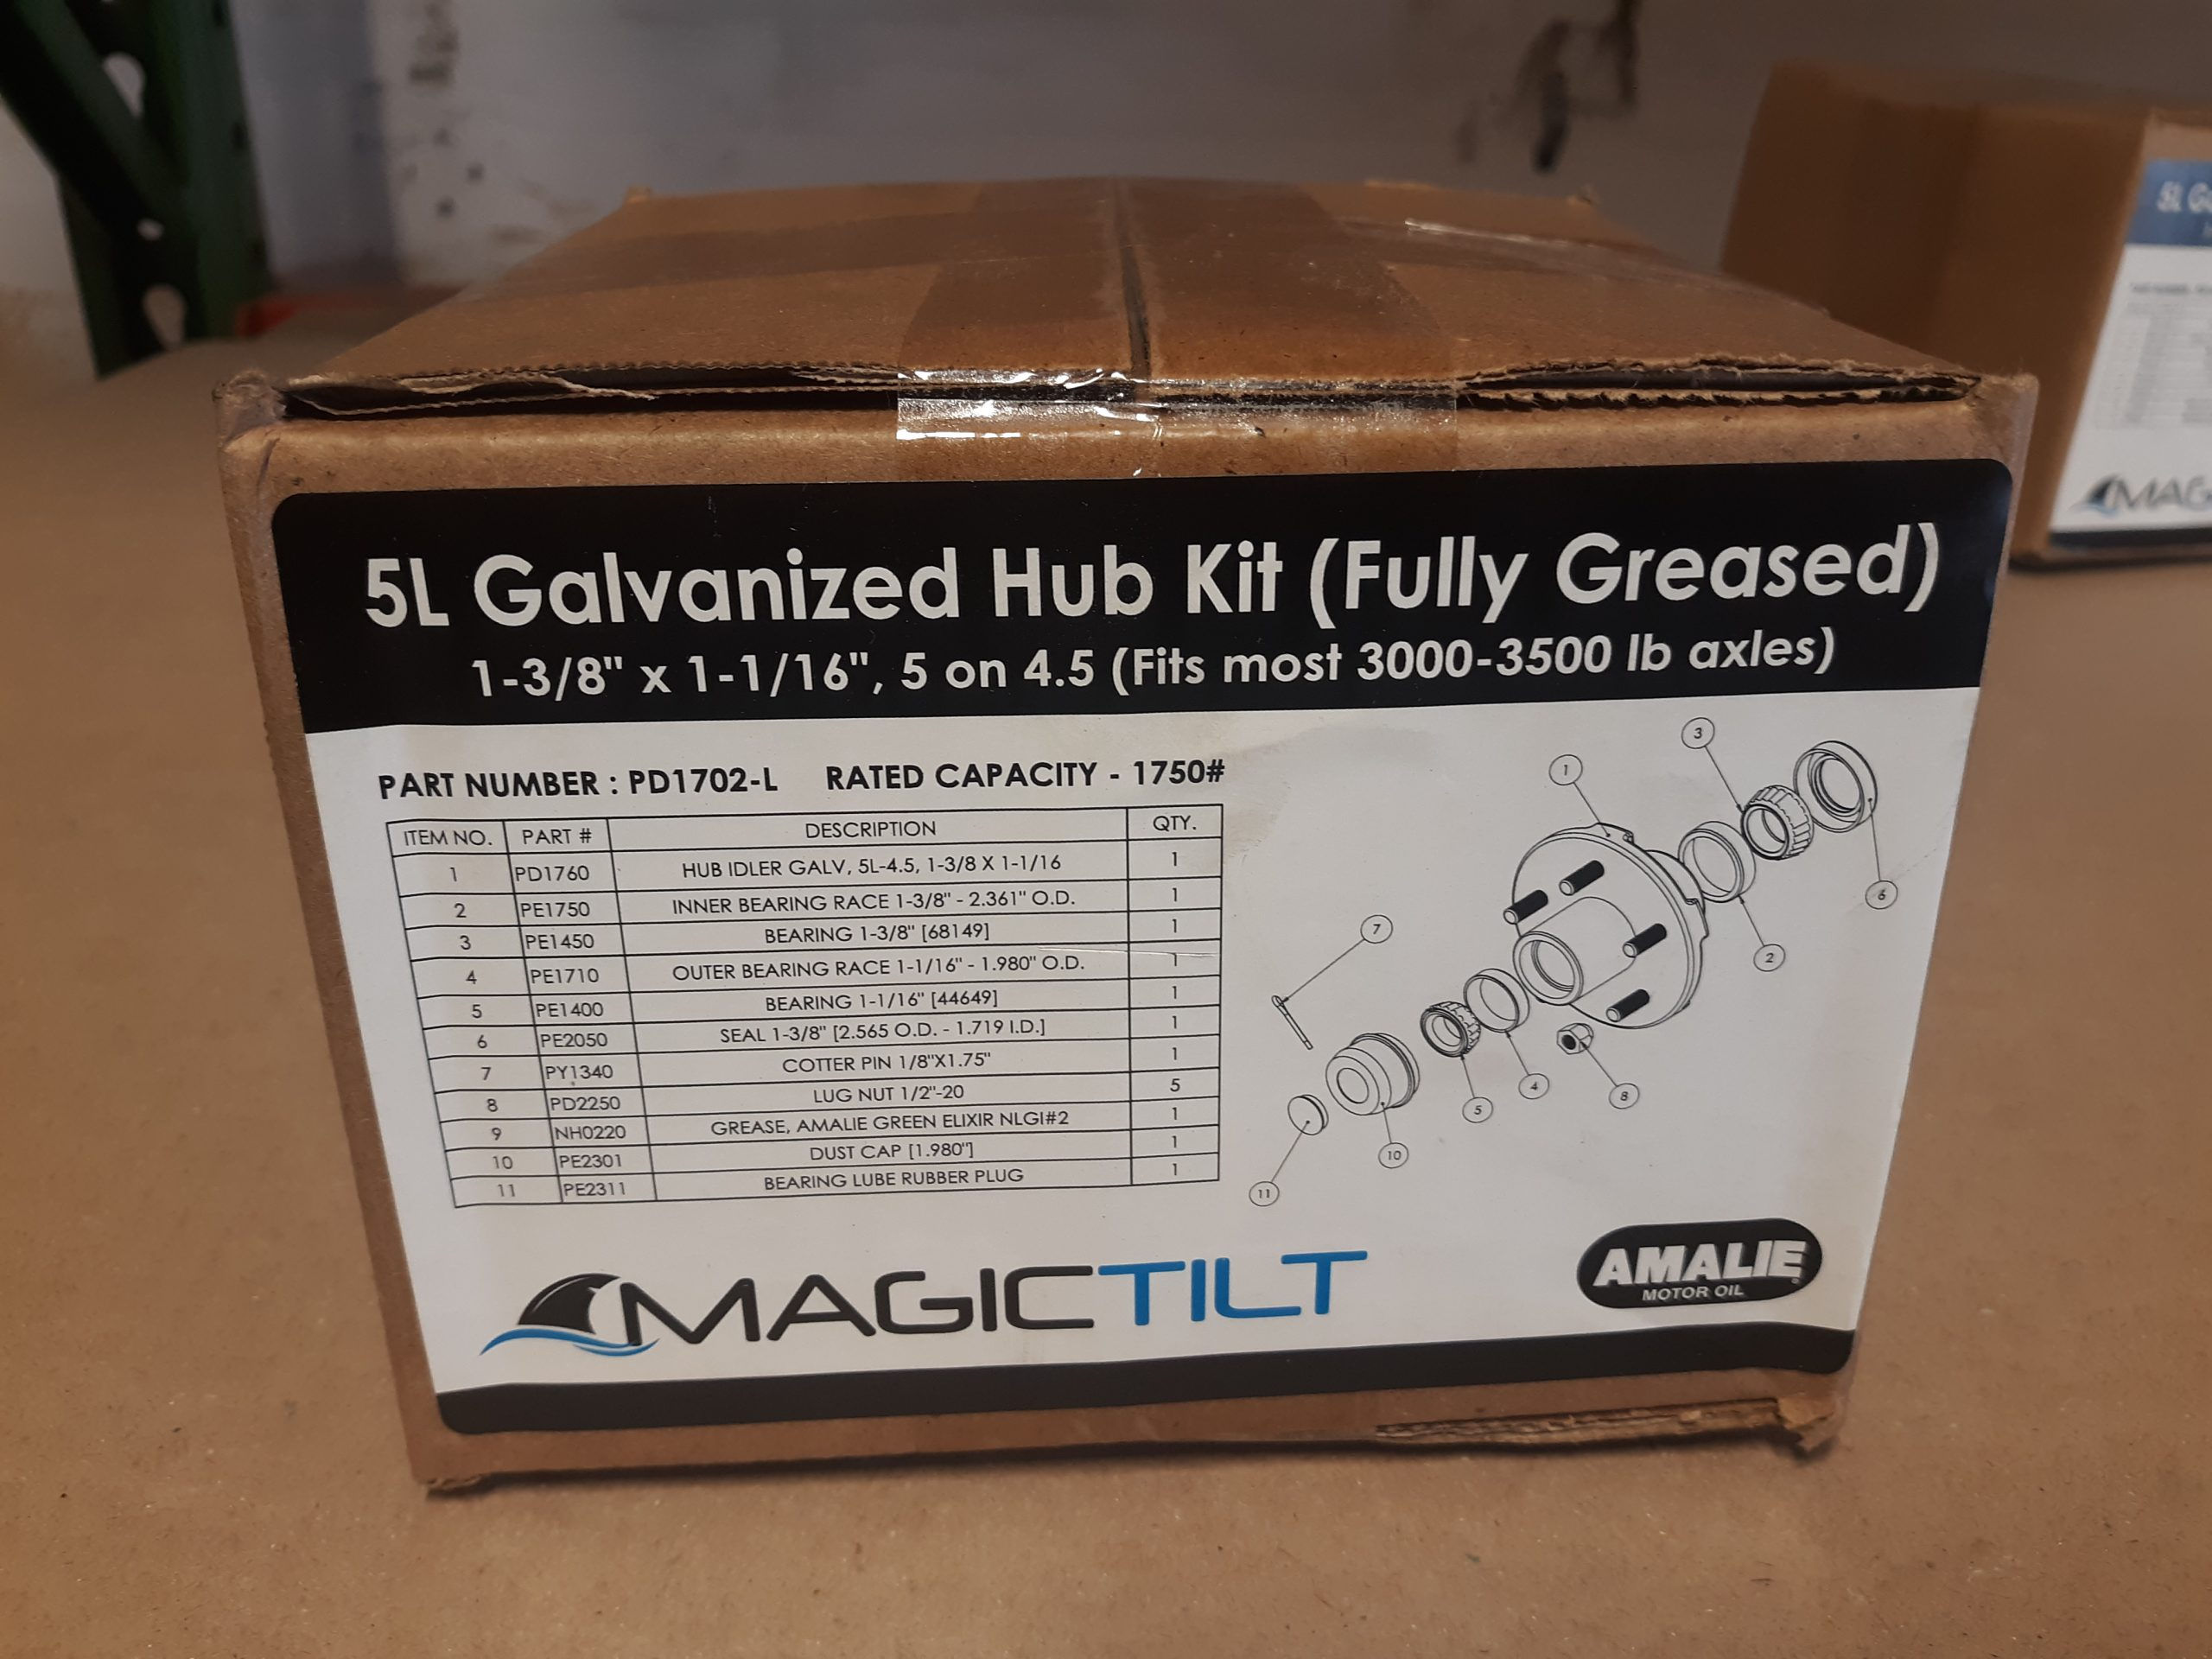 5L Galvanized Hub Kit (Fully Greased)
1-3/8" x 1-1/16", 5 on 4.5 (Fits most 3000-3500 lb axles)
PART NUMBER : PD1702-L RATED CAPACITY - 1750#
ITEM NO. PART # DESCRIPTION QTY.
1 PD1760 HUB IDLER GALV, 5L-4.5, 1-3/8 X 1-1/16 1
2 PE1750 INNER BEARING RACE 1-3/8" - 2.361" O.D. 1
3 PE1450 BEARING 1-3/8" [68149] 1
4 PE1710 OUTER BEARING RACE 1-1/16" - 1.980" O.D. 1
5 PE1400 BEARING 1-1/16" [44649] 1
6 PE2050 SEAL 1-3/8" [2.565 O.D. - 1.719 I.D.] 1
7 PY1340 COTTER PIN 1/8"X1.75" 1
8 PD2250 LUG NUT 1/2"-20 5
9 NH0220 GREASE, AMALIE GREEN ELIXIR NLGI#2 1
10 PE2301 DUST CAP [1.980"] 1
11 PE2311 BEARING LUBE RUBBER PLUG 1
3
1
6
7
2
4
8
5
10
11
MAGICTILT
AMALIE
MOTOR OIL
5L G
MAG